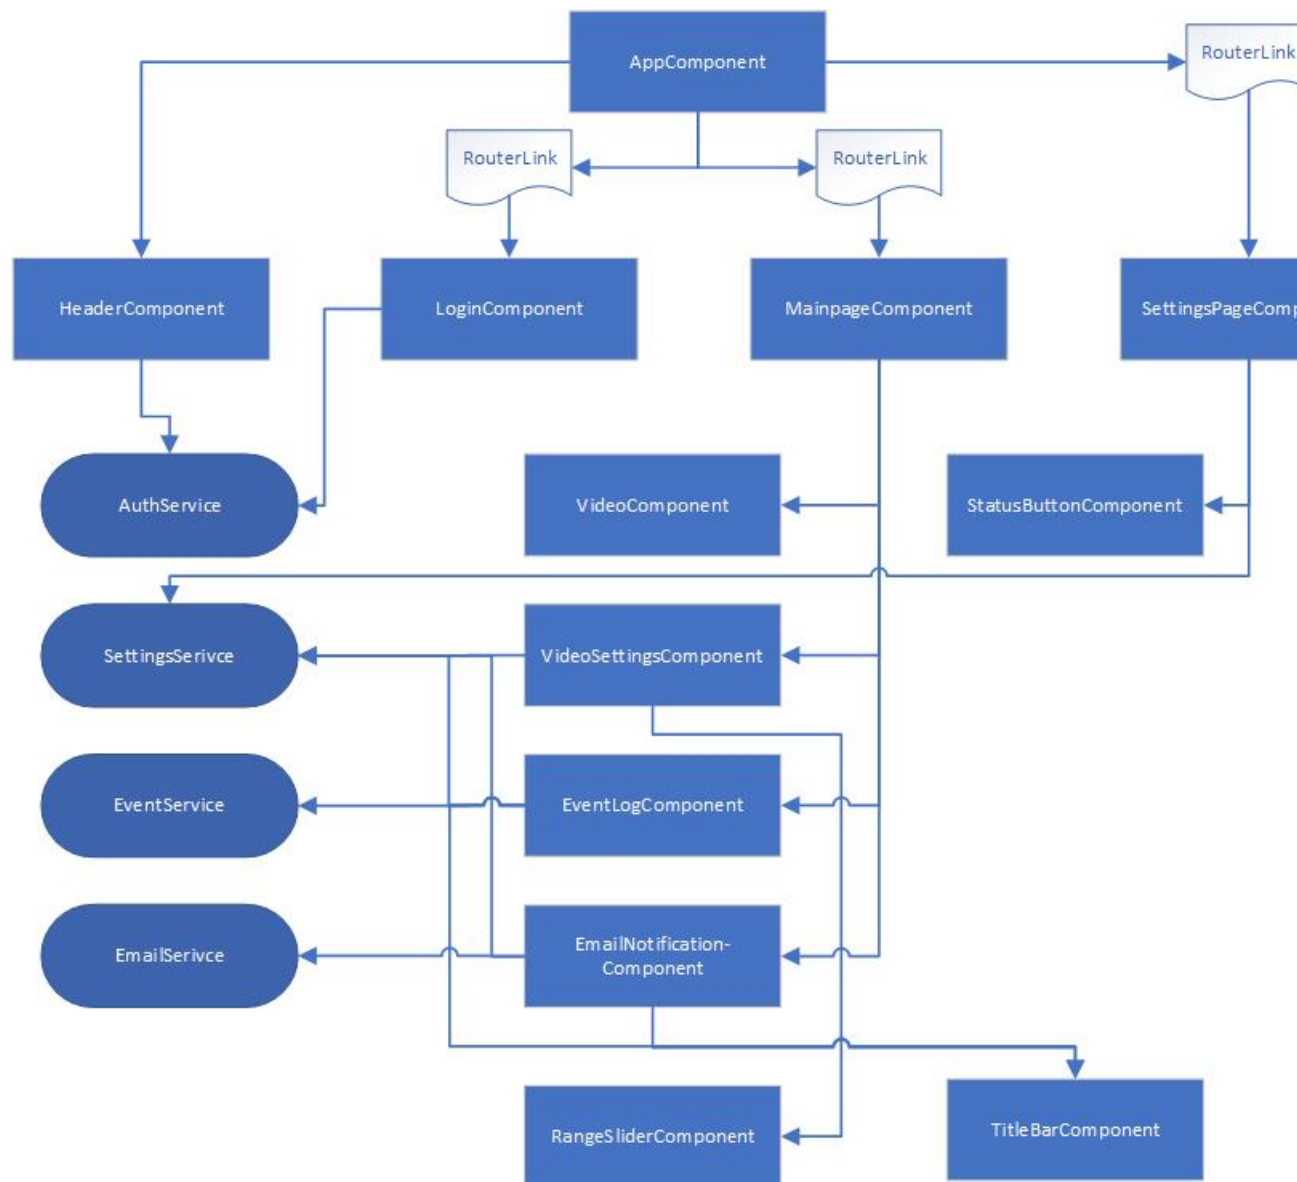 AppComponent
RouterLink
RouterLink
RouterLink
HeaderComponent
LoginComponent
MainpageComponent
SettingsPageComp
AuthService
VideoComponent
StatusButtonComponent
SettingsSerivce
VideoSettingsComponent
EventService
EventLogComponent
EmailSerivce
EmailNotification-
Component
RangeSliderComponent
TitleBarComponent